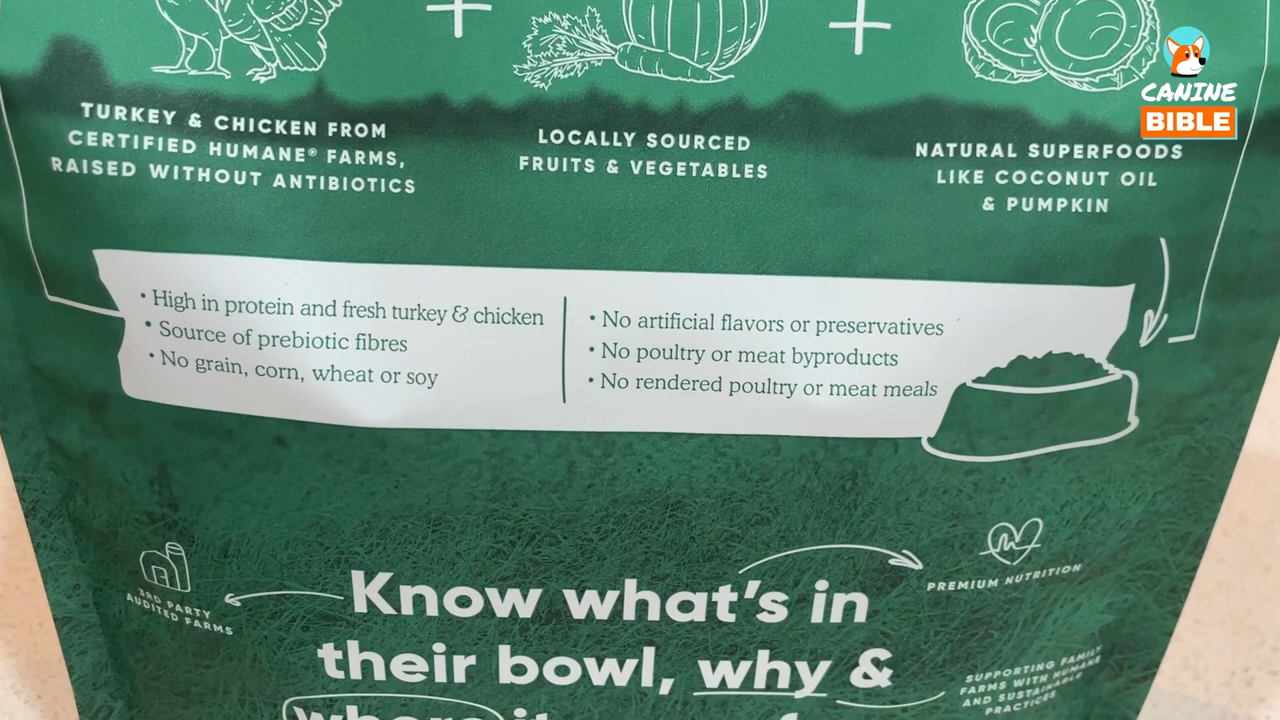 CANINE
BIBLE
TURKEY & CHICKEN FROM
CERTIFIED HUMANE® FARMS,
RAISED WITHOUT ANTIBIOTICS
LOCALLY SOURCED
FRUITS & VEGETABLES
NATURAL SUPERFOODS
LIKE COCONUT OIL
& PUMPKIN
• High in protein and fresh turkey & chicken
• Source of prebiotic fibres
• No grain, corn, wheat or soy
• No artificial flavors or preservatives
• No poultry or meat byproducts
• No rendered poultry or meat meals
3RD PARTY
AUDITED FARMS
Know what's in
their bowl, why &
where it
PREMIUM NUTRITION
SUPPORTING FAMILY
FARMS WITH HUMANE
AND SUSTAINABLE
PRACTICES